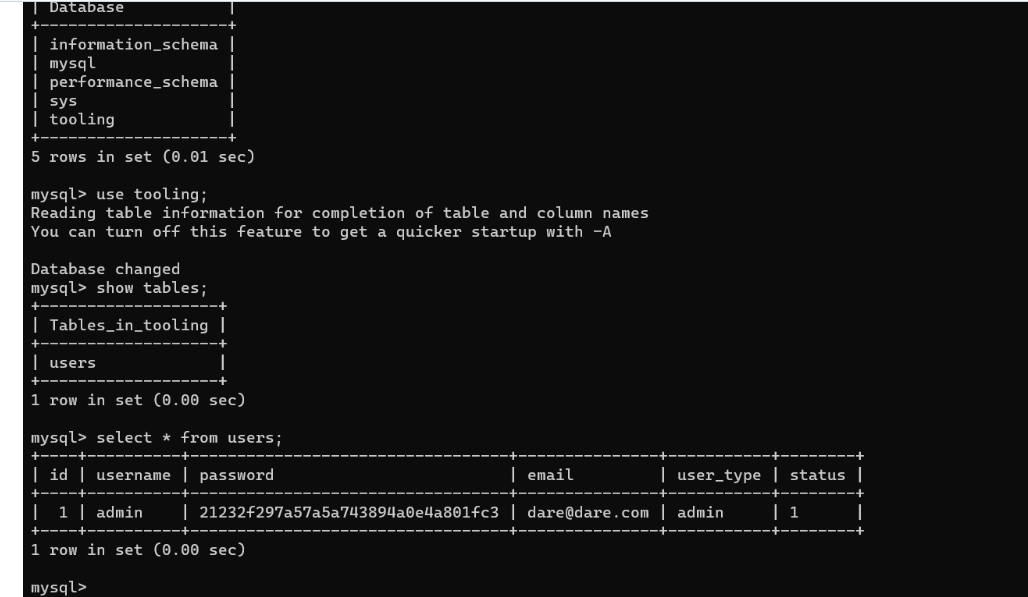 | Database           |
+--------------------+
| information_schema |
| mysql              |
| performance_schema |
| sys                |
| tooling            |
+--------------------+
5 rows in set (0.01 sec)
mysql> use tooling;
Reading table information for completion of table and column names
You can turn off this feature to get a quicker startup with -A
Database changed
mysql> show tables;
+-------------------+
| Tables_in_tooling |
+-------------------+
| users             |
+-------------------+
1 row in set (0.00 sec)
mysql> select * from users;
+----+----------+----------------------------------+---------------+-----------+--------+
| id | username | password                         | email         | user_type | status |
+----+----------+----------------------------------+---------------+-----------+--------+
|  1 | admin    | 21232f297a57a5a743894a0e4a801fc3 | dare@dare.com | admin     | 1      |
+----+----------+----------------------------------+---------------+-----------+--------+
1 row in set (0.00 sec)
mysql>